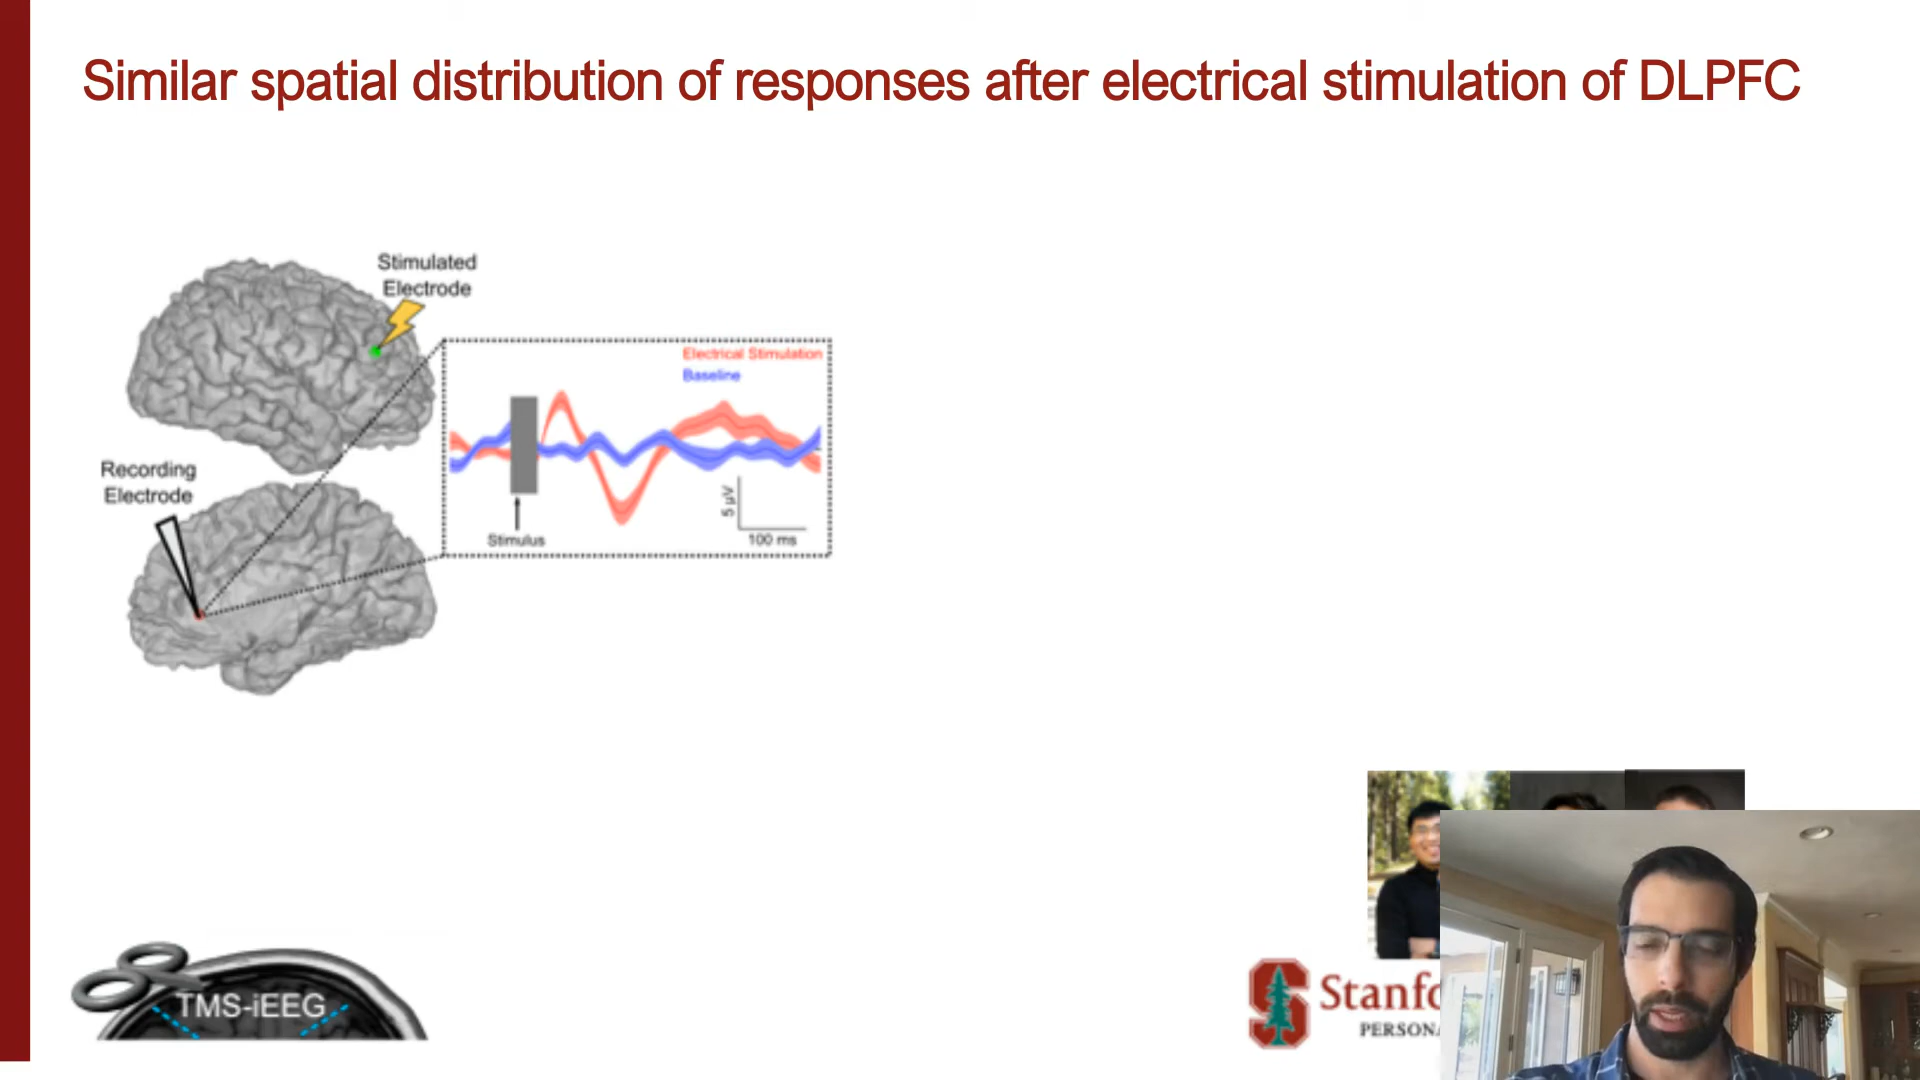 Similar spatial distribution of responses after electrical stimulation of DLPFC
Stimulated
Electrode
Electrical Stimulation
Baseline
Recording
Electrode
5 µV
Stimulus
100 ms
TMS-iEEG
Stanfo
PERSONA